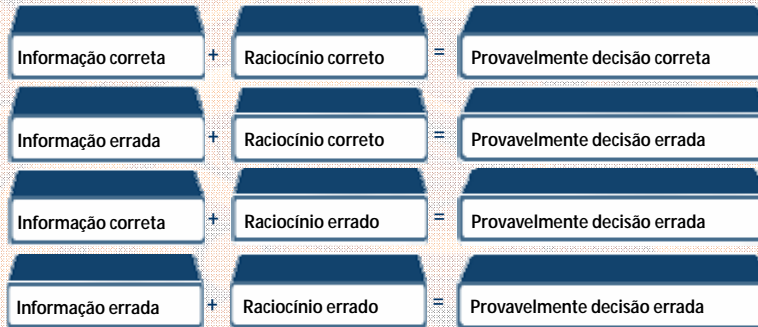 Informação correta + Raciocínio correto = Provavelmente decisão correta
Informação errada + Raciocínio correto = Provavelmente decisão errada
Informação correta + Raciocínio errado = Provavelmente decisão errada
Informação errada + Raciocínio errado = Provavelmente decisão errada